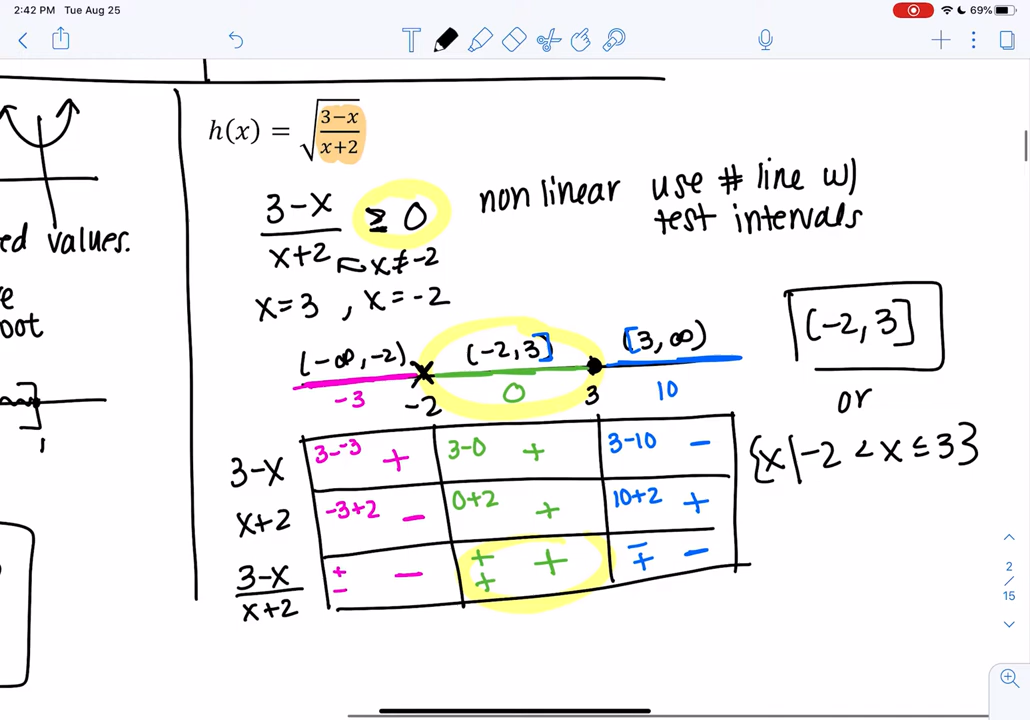 2:42 PM Tue Aug 25
69%
T
h(x) = √((3−x)/(x+2))
(3-x)/(x+2) ≥ 0
x ≠ -2
non linear use # line w/
test intervals
x=3 , x=-2
ed values.
e
oot
(-∞, -2) (-2, 3] [3, ∞)
-3 0 10
-2 3
(-2, 3]
or
{x|-2 < x ≤ 3}
3-x 3--3 + 3-0 + 3-10 −
x+2 -3+2 − 0+2 + 10+2 +
(3-x)/(x+2) +/− − +/+ + −/+ −
2
/
15